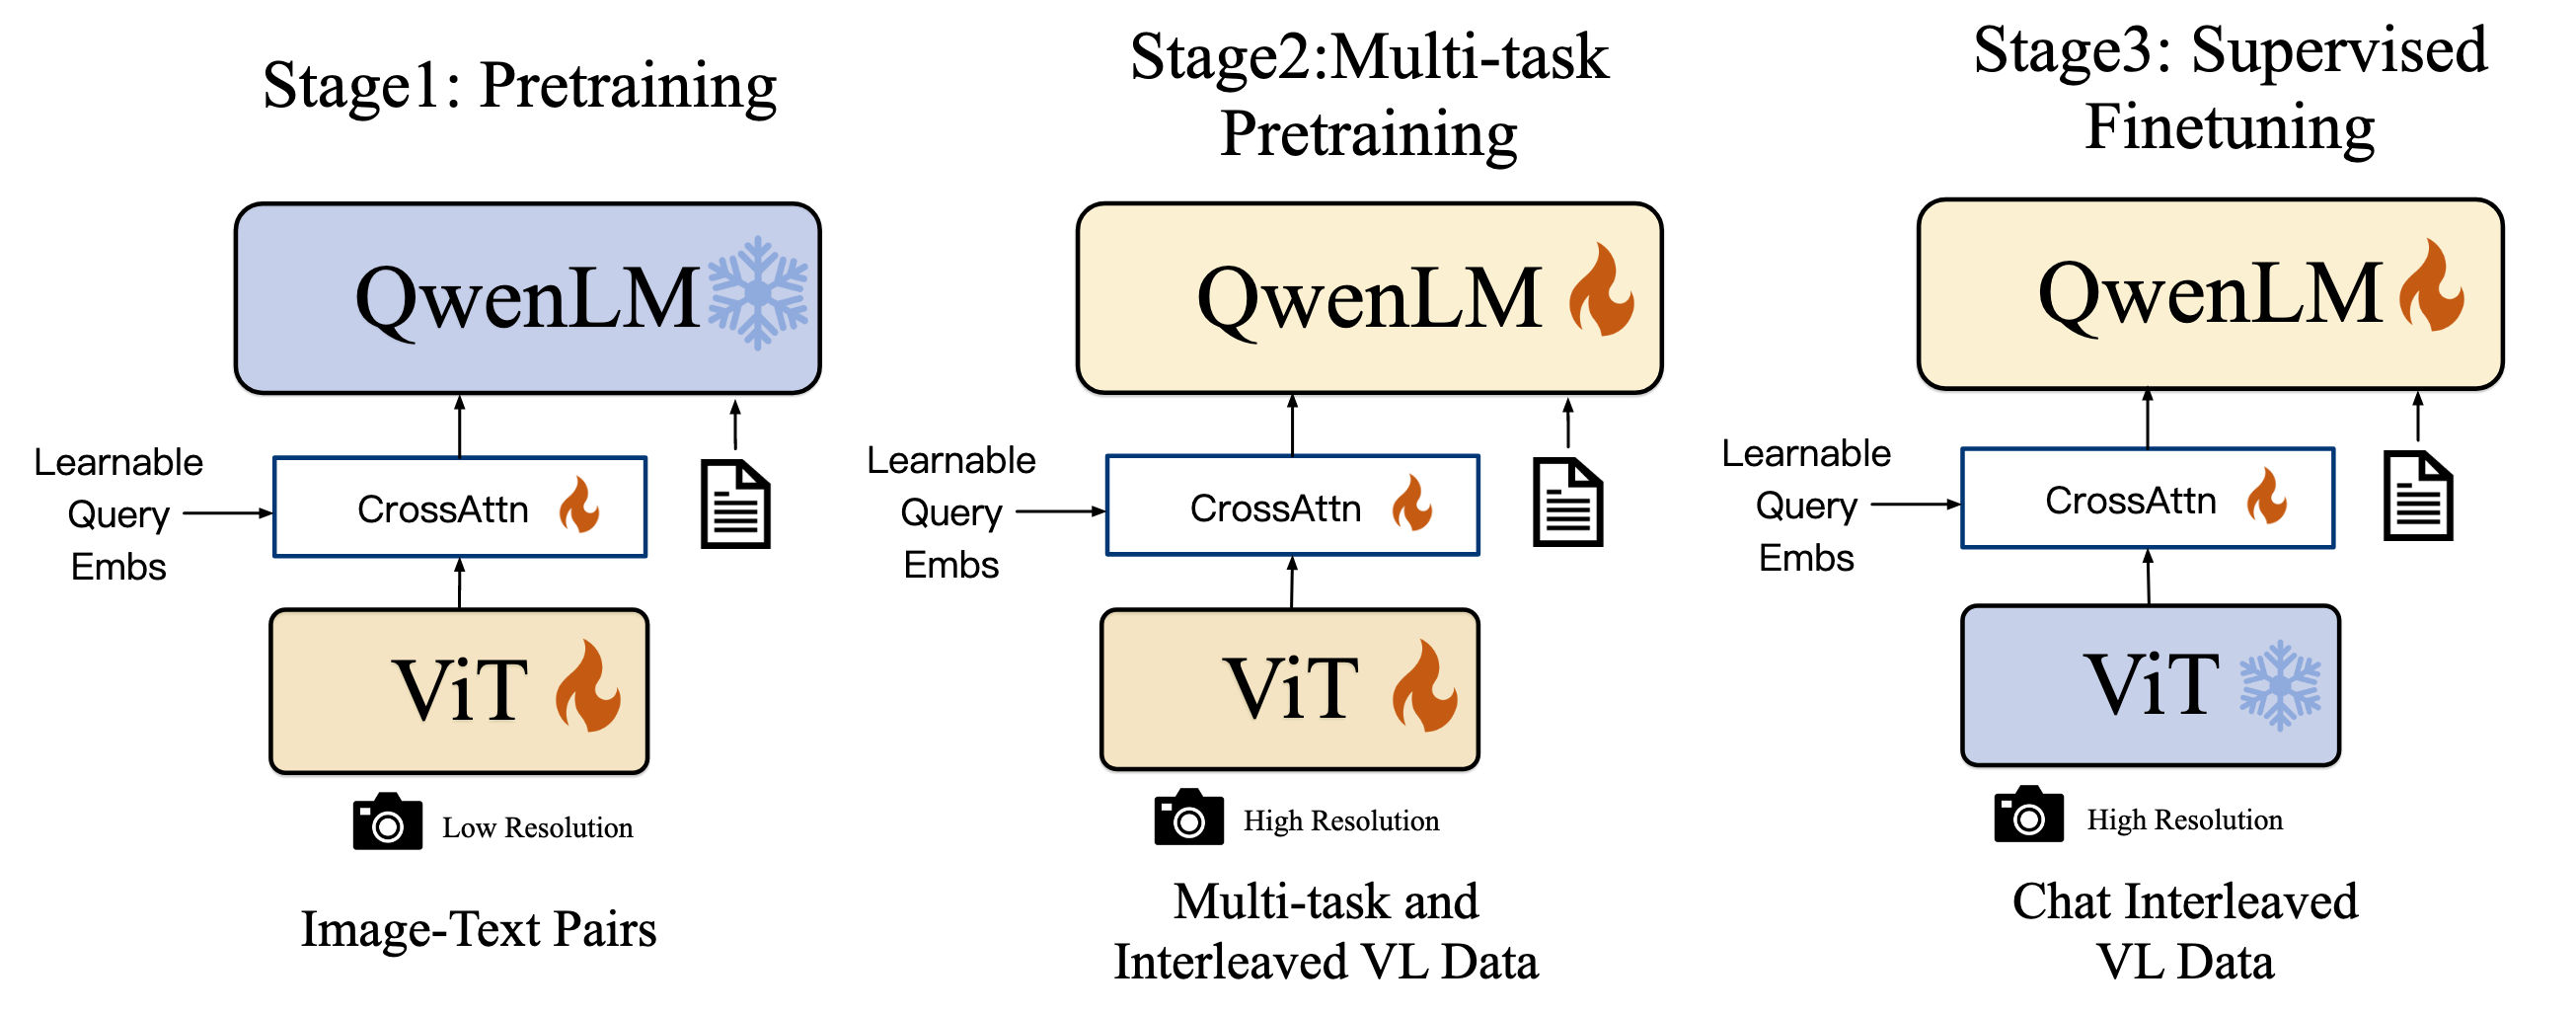 Stage1: Pretraining
QwenLM
Learnable
Query
Embs
CrossAttn
ViT
Low Resolution
Image-Text Pairs
Stage2:Multi-task
Pretraining
QwenLM
Learnable
Query
Embs
CrossAttn
ViT
High Resolution
Multi-task and
Interleaved VL Data
Stage3: Supervised
Finetuning
QwenLM
Learnable
Query
Embs
CrossAttn
ViT
High Resolution
Chat Interleaved
VL Data